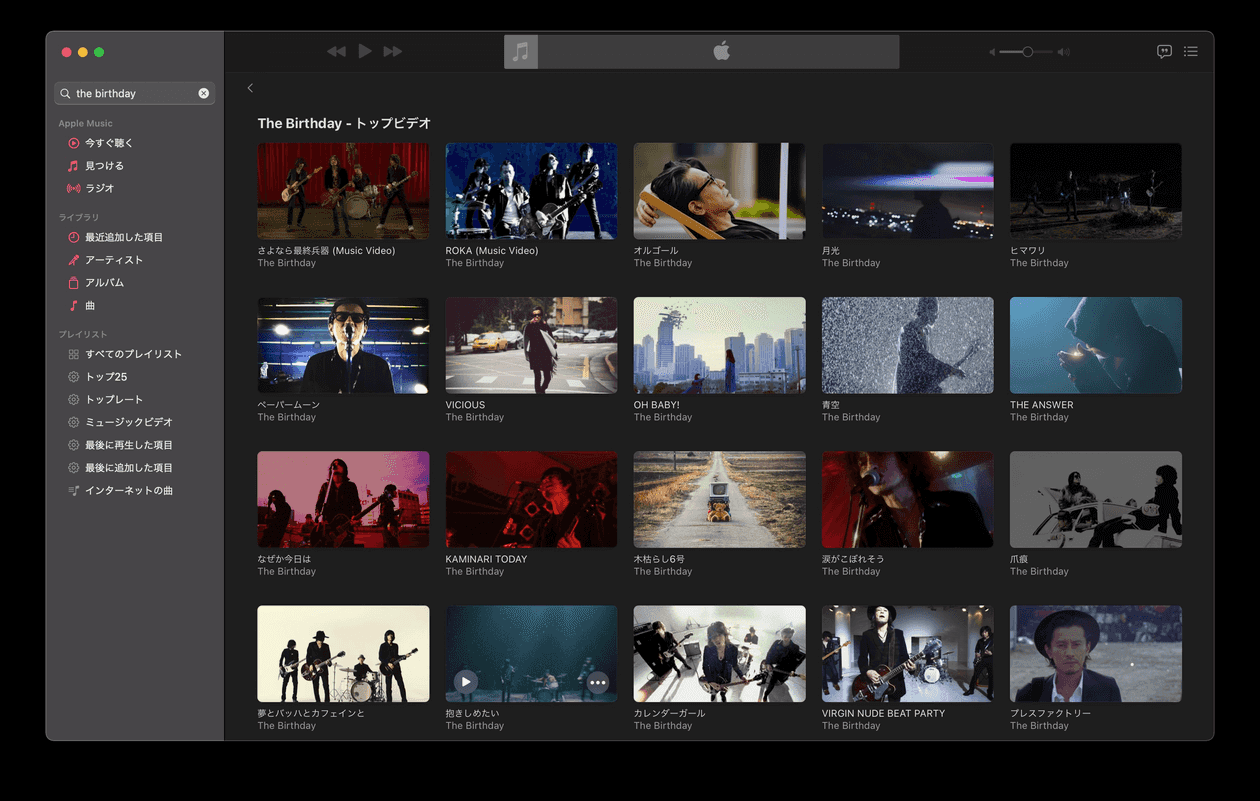 the birthday
Apple Music
今すぐ聴く
見つける
ラジオ
ライブラリ
最近追加した項目
アーティスト
アルバム
曲
プレイリスト
すべてのプレイリスト
トップ25
トップレート
ミュージックビデオ
最後に再生した項目
最後に追加した項目
インターネットの曲
The Birthday - トップビデオ
さよなら最終兵器 (Music Video)
The Birthday
ROKA (Music Video)
The Birthday
オルゴール
The Birthday
月光
The Birthday
ヒマワリ
The Birthday
ペーパームーン
The Birthday
VICIOUS
The Birthday
OH BABY!
The Birthday
青空
The Birthday
THE ANSWER
The Birthday
なぜか今日は
The Birthday
KAMINARI TODAY
The Birthday
木枯らし6号
The Birthday
涙がこぼれそう
The Birthday
爪痕
The Birthday
夢とバッハとカフェインと
The Birthday
抱きしめたい
The Birthday
カレンダーガール
The Birthday
VIRGIN NUDE BEAT PARTY
The Birthday
プレスファクトリー
The Birthday